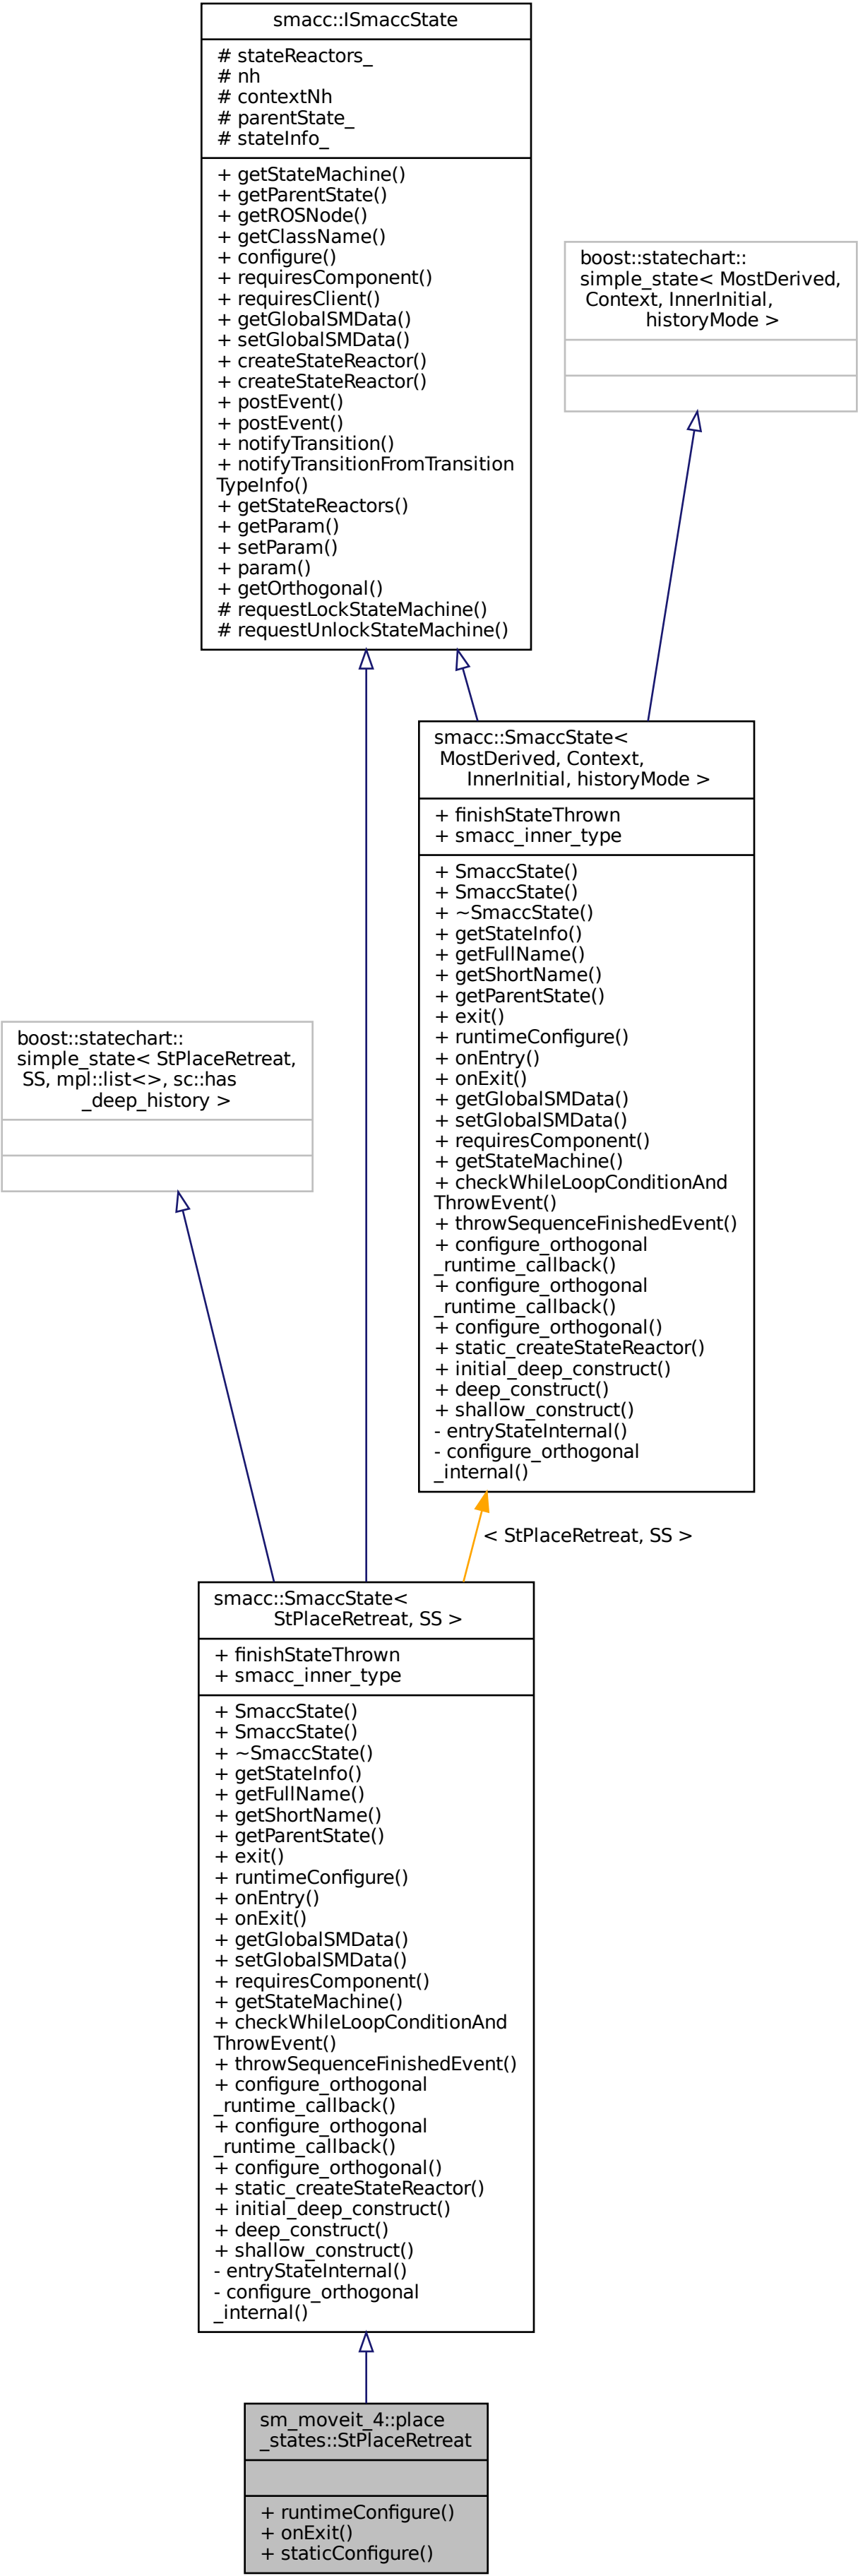 smacc::ISmaccState
# stateReactors_
# nh
# contextNh
# parentState_
# stateInfo_
+ getStateMachine()
+ getParentState()
+ getROSNode()
+ getClassName()
+ configure()
+ requiresComponent()
+ requiresClient()
+ getGlobalSMData()
+ setGlobalSMData()
+ createStateReactor()
+ createStateReactor()
+ postEvent()
+ postEvent()
+ notifyTransition()
+ notifyTransitionFromTransition
TypeInfo()
+ getStateReactors()
+ getParam()
+ setParam()
+ param()
+ getOrthogonal()
# requestLockStateMachine()
# requestUnlockStateMachine()
boost::statechart::
simple_state< MostDerived,
Context, InnerInitial,
historyMode >
smacc::SmaccState<
MostDerived, Context,
InnerInitial, historyMode >
+ finishStateThrown
+ smacc_inner_type
+ SmaccState()
+ SmaccState()
+ ~SmaccState()
+ getStateInfo()
+ getFullName()
+ getShortName()
+ getParentState()
+ exit()
+ runtimeConfigure()
+ onEntry()
+ onExit()
+ getGlobalSMData()
+ setGlobalSMData()
+ requiresComponent()
+ getStateMachine()
+ checkWhileLoopConditionAnd
ThrowEvent()
+ throwSequenceFinishedEvent()
+ configure_orthogonal
_runtime_callback()
+ configure_orthogonal
_runtime_callback()
+ configure_orthogonal()
+ static_createStateReactor()
+ initial_deep_construct()
+ deep_construct()
+ shallow_construct()
- entryStateInternal()
- configure_orthogonal
_internal()
boost::statechart::
simple_state< StPlaceRetreat,
SS, mpl::list<>, sc::has
_deep_history >
< StPlaceRetreat, SS >
smacc::SmaccState<
StPlaceRetreat, SS >
+ finishStateThrown
+ smacc_inner_type
+ SmaccState()
+ SmaccState()
+ ~SmaccState()
+ getStateInfo()
+ getFullName()
+ getShortName()
+ getParentState()
+ exit()
+ runtimeConfigure()
+ onEntry()
+ onExit()
+ getGlobalSMData()
+ setGlobalSMData()
+ requiresComponent()
+ getStateMachine()
+ checkWhileLoopConditionAnd
ThrowEvent()
+ throwSequenceFinishedEvent()
+ configure_orthogonal
_runtime_callback()
+ configure_orthogonal
_runtime_callback()
+ configure_orthogonal()
+ static_createStateReactor()
+ initial_deep_construct()
+ deep_construct()
+ shallow_construct()
- entryStateInternal()
- configure_orthogonal
_internal()
sm_moveit_4::place
_states::StPlaceRetreat
+ runtimeConfigure()
+ onExit()
+ staticConfigure()